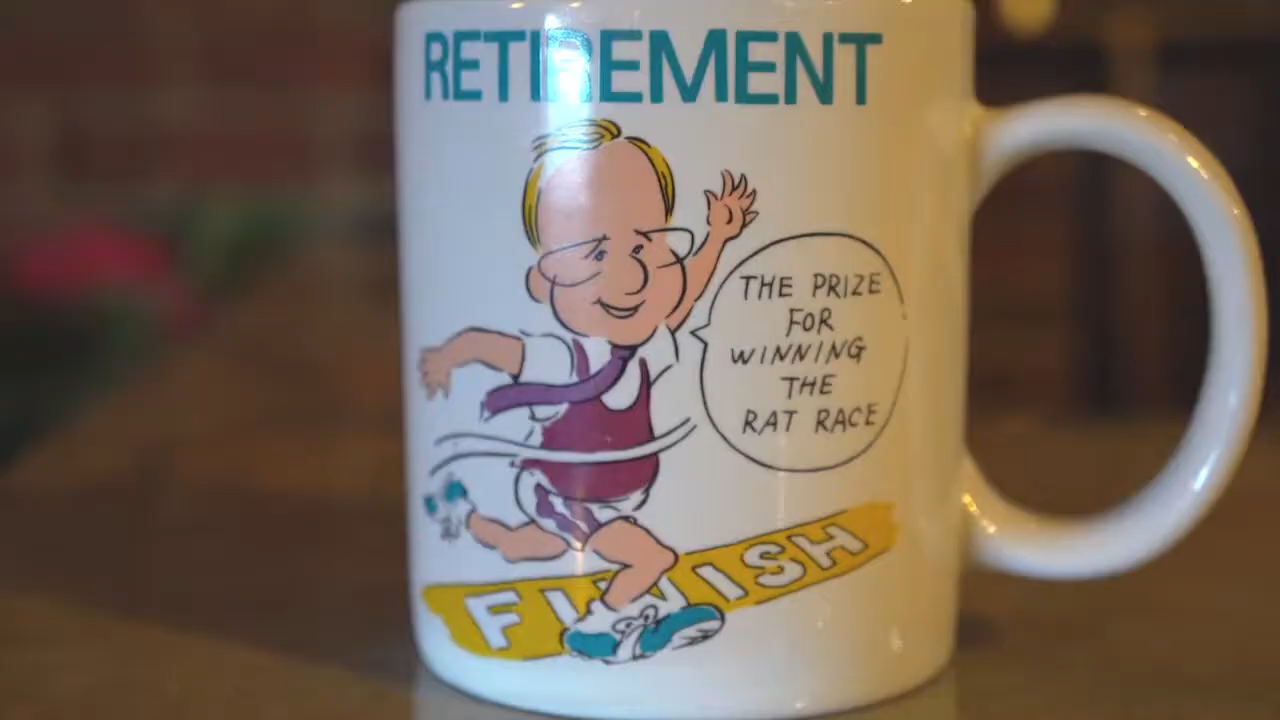 RETIREMENT
THE PRIZE
FOR
WINNING
THE
RAT RACE
FINISH